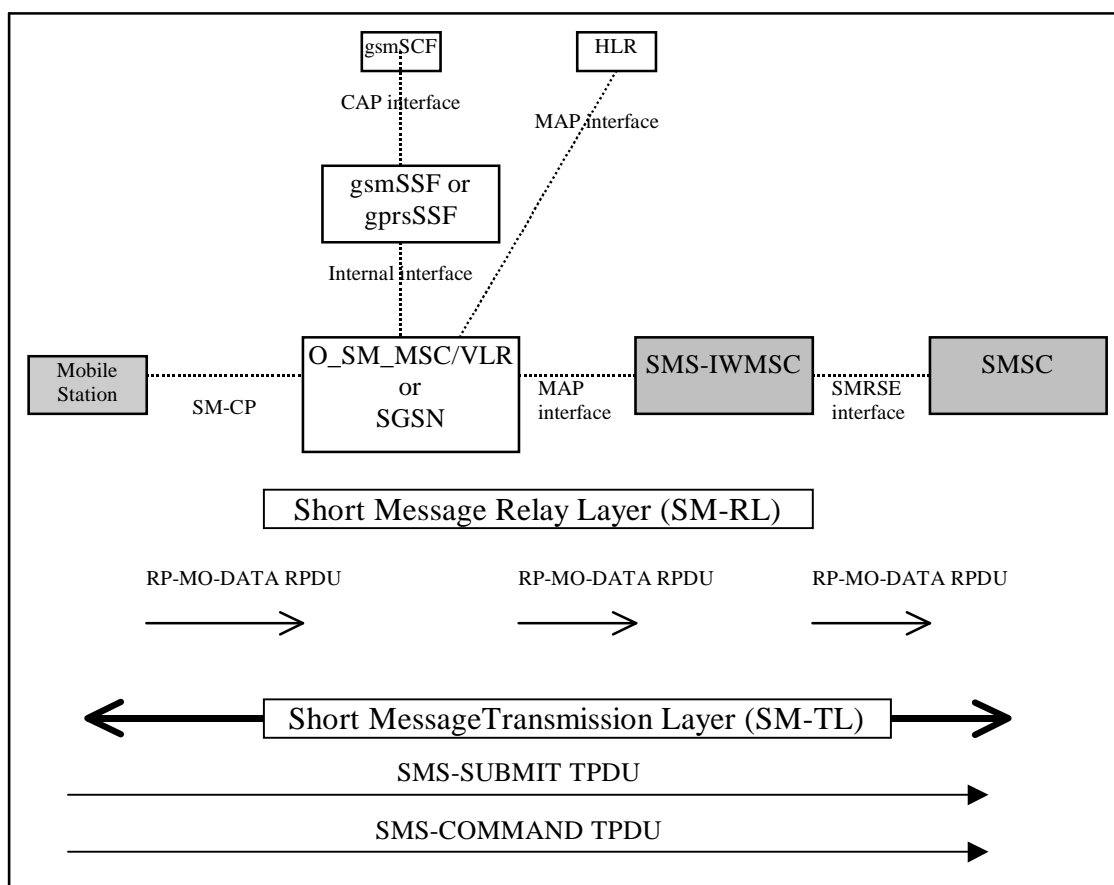 gsmSCF
HLR
CAP interface
MAP interface
gsmSSF or
gprsSSF
Internal interface
Mobile
Station
SM-CP
O_SM_MSC/VLR
or
SGSN
MAP
interface
SMS-IWMSC
SMRSE
interface
SMSC
Short Message Relay Layer (SM-RL)
RP-MO-DATA RPDU
RP-MO-DATA RPDU
RP-MO-DATA RPDU
Short MessageTransmission Layer (SM-TL)
SMS-SUBMIT TPDU
SMS-COMMAND TPDU